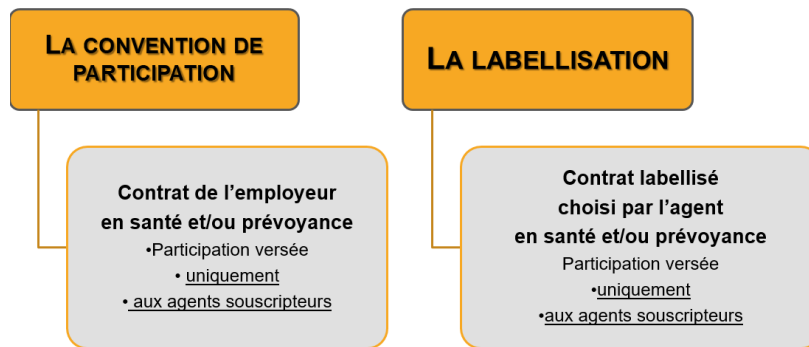 LA CONVENTION DE
PARTICIPATION
Contrat de l'employeur
en santé et/ou prévoyance
•Participation versée
• uniquement
• aux agents souscripteurs
LA LABELLISATION
Contrat labellisé
choisi par l'agent
en santé et/ou prévoyance
Participation versée
•uniquement
•aux agents souscripteurs